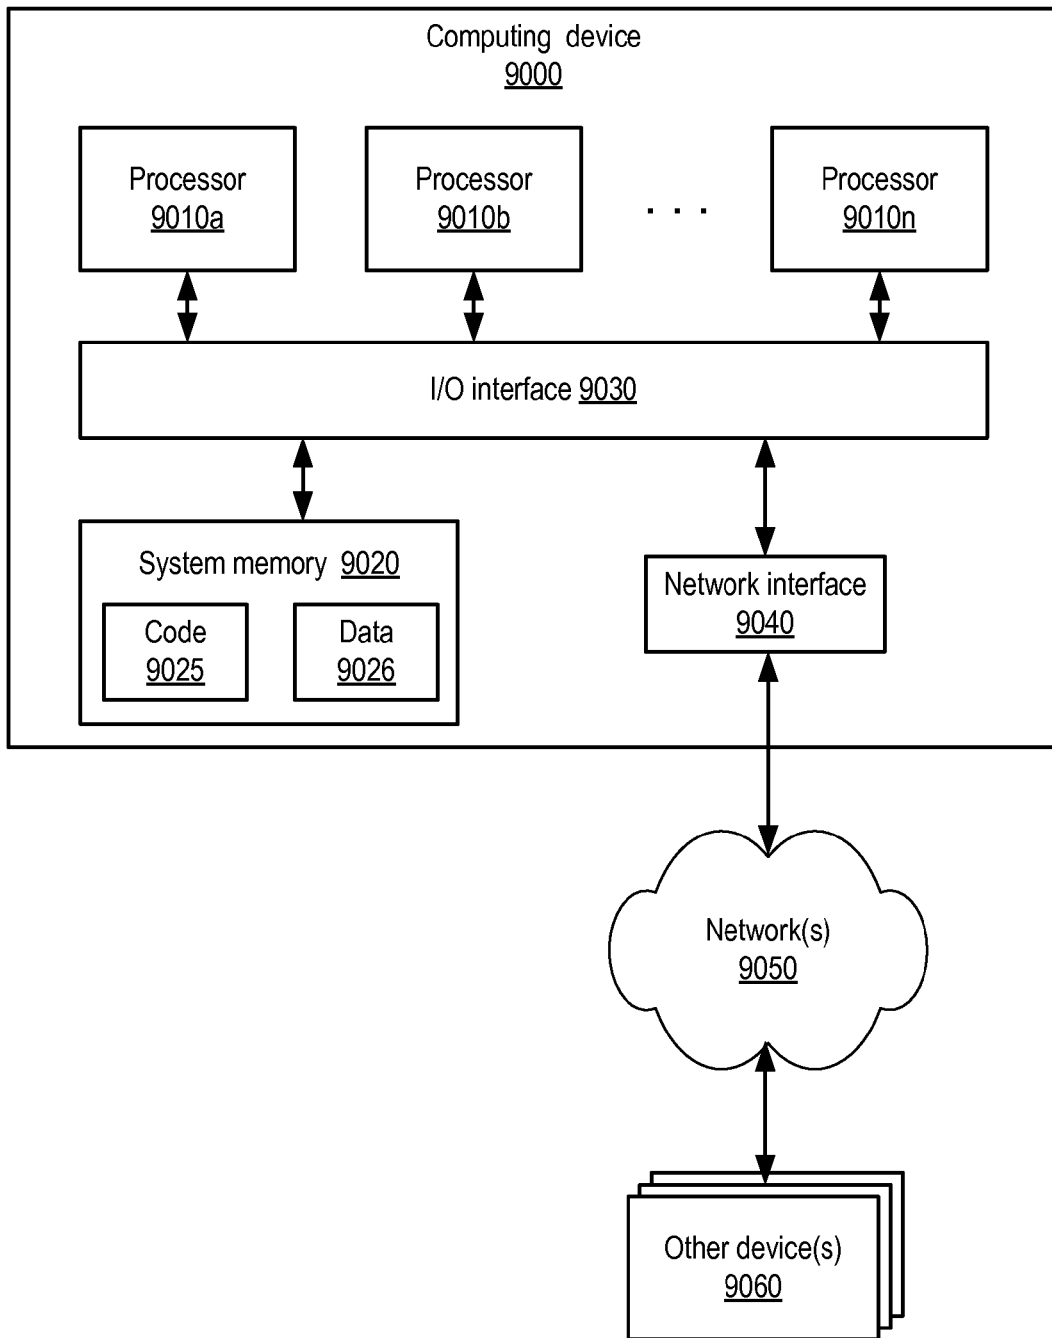 Computing device
9000
Processor
9010a
Processor
9010b
. . .
Processor
9010n
I/O interface 9030
System memory 9020
Code
9025
Data
9026
Network interface
9040
Network(s)
9050
Other device(s)
9060